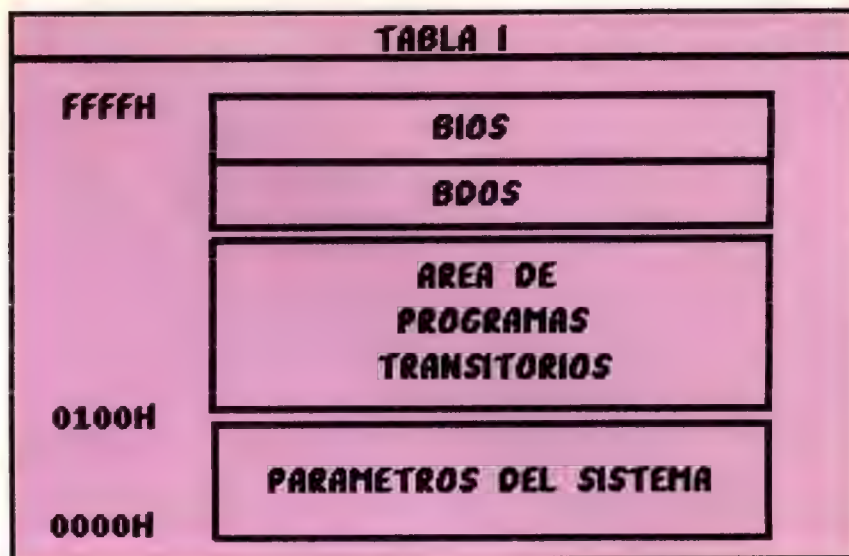 TABLA I
FFFFH
BIOS
BDOS
AREA DE
PROGRAMAS
TRANSITORIOS
0100H
PARAMETROS DEL SISTEMA
0000H